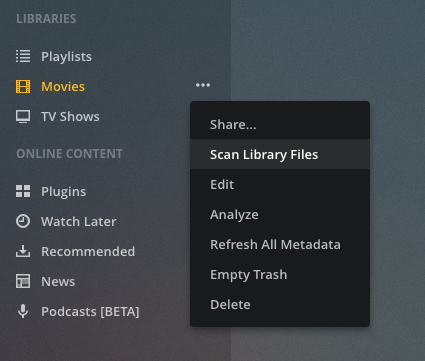 LIBRARIES
Playlists
Movies
TV Shows
ONLINE CONTENT
Plugins
Watch Later
Recommended
News
Podcasts [BETA]
Share...
Scan Library Files
Edit
Analyze
Refresh All Metadata
Empty Trash
Delete